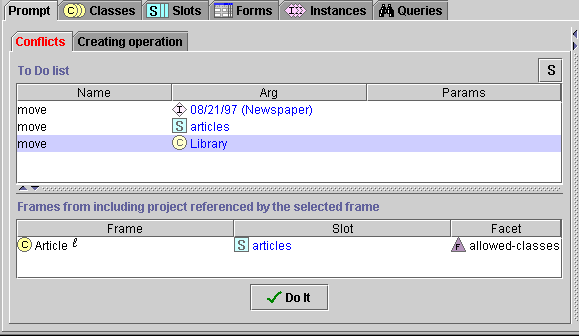 Prompt C Classes S Slots Forms I Instances Queries
Conflicts Creating operation
To Do list S
Name Arg Params
move I 08/21/97 (Newspaper)
move S articles
move C Library
Frames from including project referenced by the selected frame
Frame Slot Facet
C Article ℓ S articles F allowed-classes
Do It